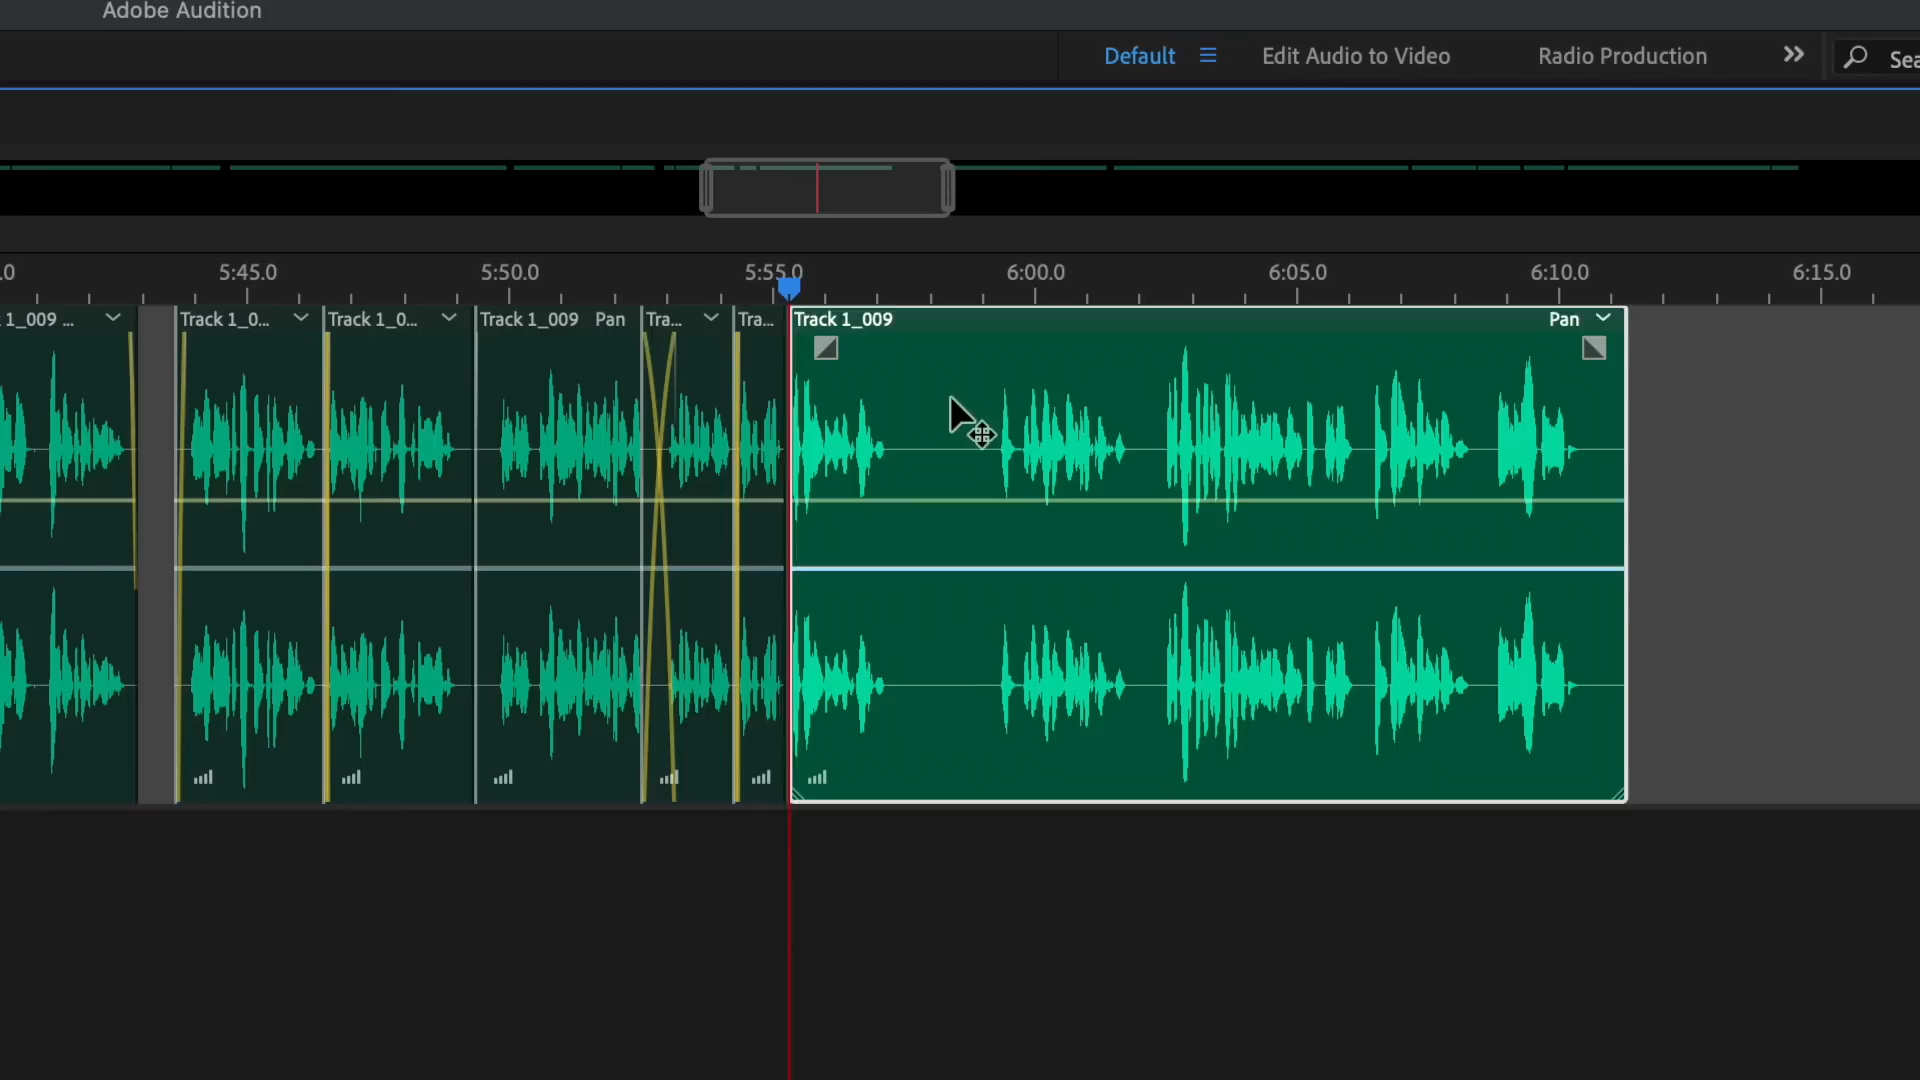 Adobe Audition
Default
Edit Audio to Video
Radio Production
Sea
.0
5:45.0
5:50.0
5:55.0
6:00.0
6:05.0
6:10.0
6:15.0
1_009 ...
Track 1_0...
Track 1_0...
Track 1_009 Pan
Tra...
Tra...
Track 1_009
Pan